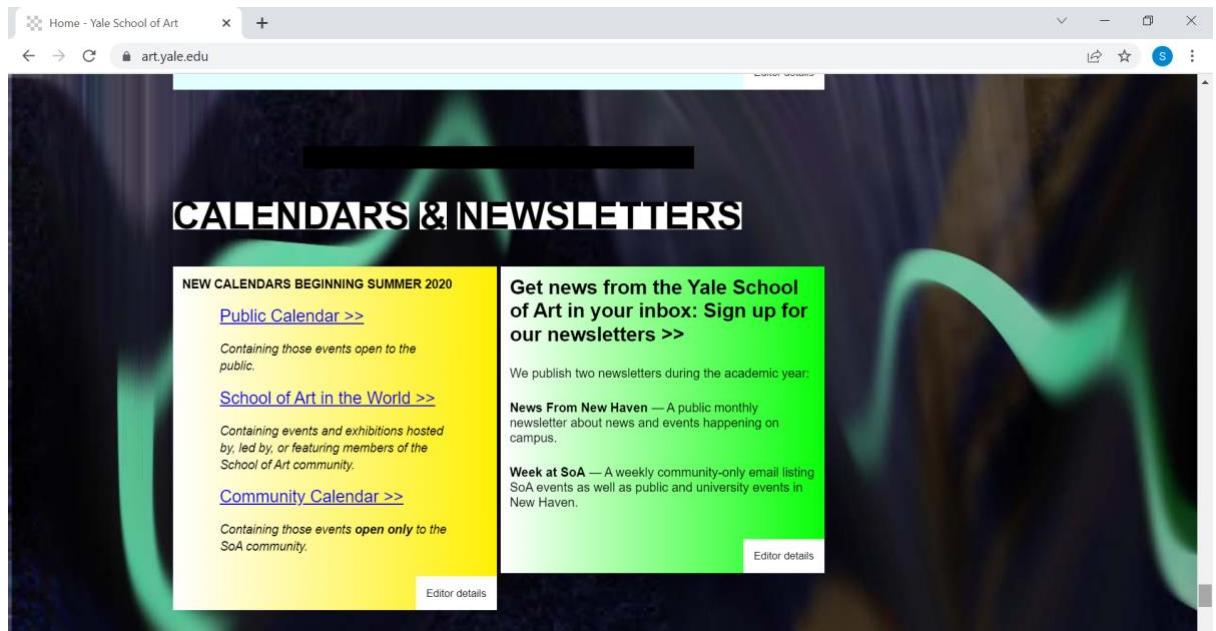 Home - Yale School of Art
art.yale.edu
S
Editor details
CALENDARS & NEWSLETTERS
NEW CALENDARS BEGINNING SUMMER 2020
Public Calendar >>
Containing those events open to the
public.
School of Art in the World >>
Containing events and exhibitions hosted
by, led by, or featuring members of the
School of Art community.
Community Calendar >>
Containing those events open only to the
SoA community.
Editor details
Get news from the Yale School
of Art in your inbox: Sign up for
our newsletters >>
We publish two newsletters during the academic year:
News From New Haven — A public monthly
newsletter about news and events happening on
campus.
Week at SoA — A weekly community-only email listing
SoA events as well as public and university events in
New Haven.
Editor details